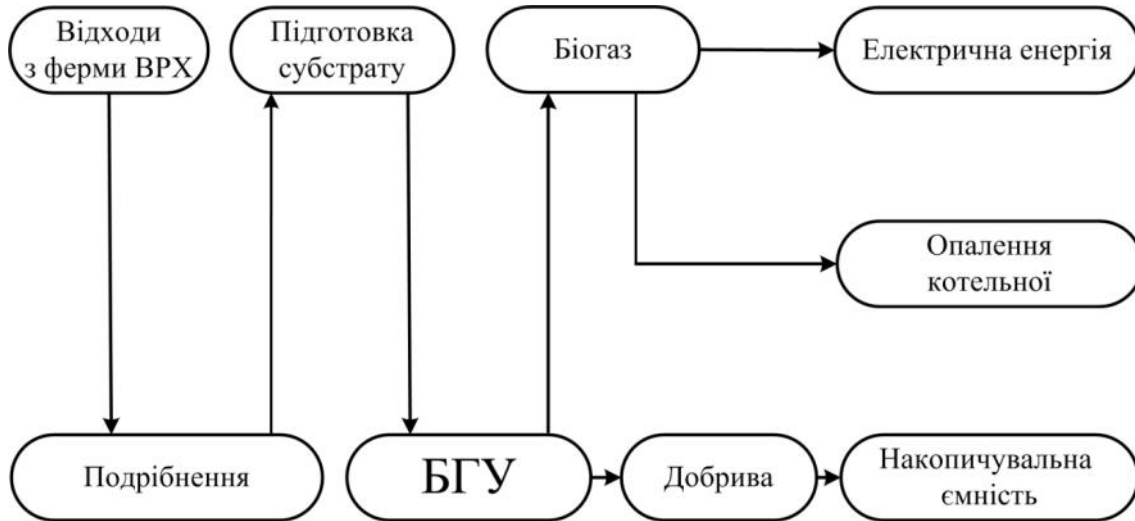 Відходи
з ферми ВРХ
Підготовка
субстрату
Біогаз
Електрична енергія
Опалення
котельної
Подрібнення
БГУ
Добрива
Накопичувальна
ємність